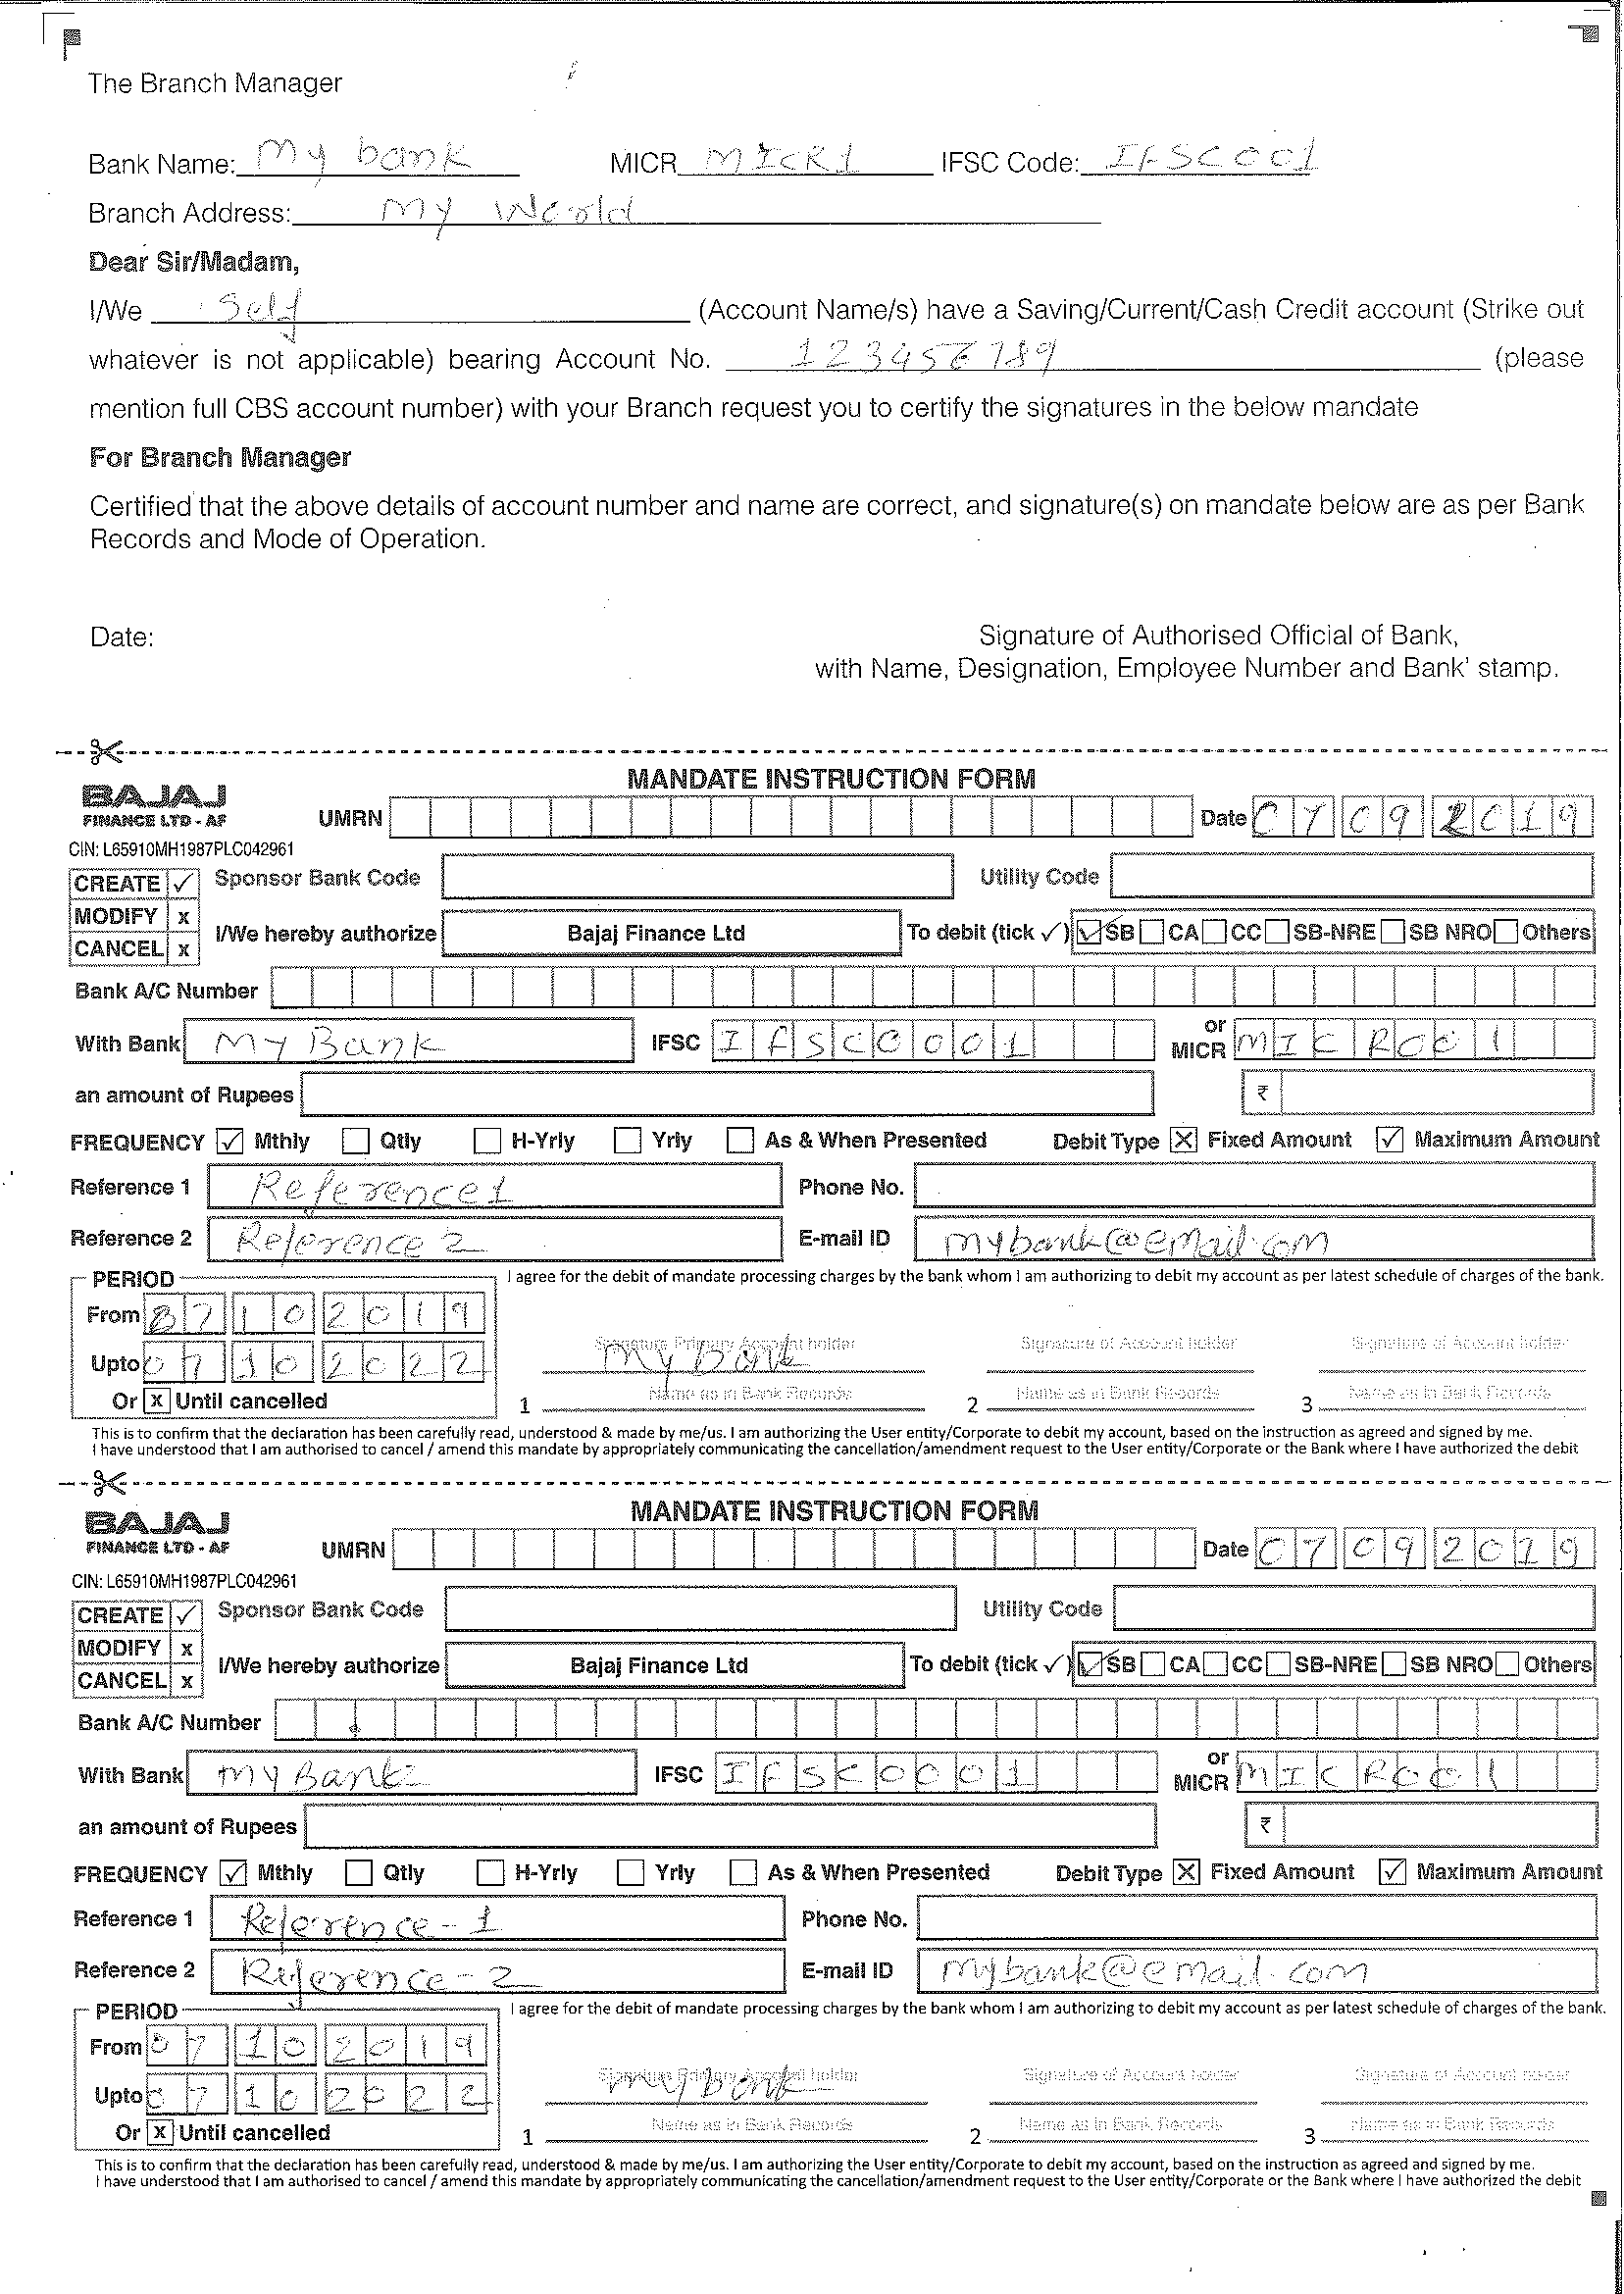 The Branch Manager
Bank Name: My bank MICR MICR1 IFSC Code: IFSC001
Branch Address: My World
Dear Sir/Madam,
I/We Self (Account Name/s) have a Saving/Current/Cash Credit account (Strike out
whatever is not applicable) bearing Account No. 123456789 (please
mention full CBS account number) with your Branch request you to certify the signatures in the below mandate
For Branch Manager
Certified that the above details of account number and name are correct, and signature(s) on mandate below are as per Bank
Records and Mode of Operation.
Date: Signature of Authorised Official of Bank,
with Name, Designation, Employee Number and Bank' stamp.
MANDATE INSTRUCTION FORM
BAJAJ
FINANCE LTD - AF UMRN Date 07092019
CIN: L65910MH1987PLC042961
CREATE ✓ Sponsor Bank Code Utility Code
MODIFY x
I/We hereby authorize Bajaj Finance Ltd To debit (tick ✓) ✓ SB CA CC SB-NRE SB NRO Others
CANCEL x
Bank A/C Number
With Bank My Bank IFSC IFSC0001 or MICR MICR001
an amount of Rupees ₹
FREQUENCY ✓ Mthly Qtly H-Yrly Yrly As & When Presented Debit Type X Fixed Amount ✓ Maximum Amount
Reference 1 Reference1 Phone No.
Reference 2 Reference 2 E-mail ID mybank@email.com
PERIOD I agree for the debit of mandate processing charges by the bank whom I am authorizing to debit my account as per latest schedule of charges of the bank.
From 07102019
Signature Primary Account holder Signature of Account holder Signature of Account holder
Upto 07102022 My bank
Name as in Bank Records Name as in Bank Records Name as in Bank Records
Or x Until cancelled 1 2 3
This is to confirm that the declaration has been carefully read, understood & made by me/us. I am authorizing the User entity/Corporate to debit my account, based on the instruction as agreed and signed by me.
I have understood that I am authorised to cancel / amend this mandate by appropriately communicating the cancellation/amendment request to the User entity/Corporate or the Bank where I have authorized the debit
MANDATE INSTRUCTION FORM
BAJAJ
FINANCE LTD - AF UMRN Date 07092019
CIN: L65910MH1987PLC042961
CREATE ✓ Sponsor Bank Code Utility Code
MODIFY x
I/We hereby authorize Bajaj Finance Ltd To debit (tick ✓) ✓ SB CA CC SB-NRE SB NRO Others
CANCEL x
Bank A/C Number
With Bank My Bank IFSC IFSC0001 or MICR MICR001
an amount of Rupees ₹
FREQUENCY ✓ Mthly Qtly H-Yrly Yrly As & When Presented Debit Type X Fixed Amount ✓ Maximum Amount
Reference 1 Reference-1 Phone No.
Reference 2 Reference-2 E-mail ID mybank@email.com
PERIOD I agree for the debit of mandate processing charges by the bank whom I am authorizing to debit my account as per latest schedule of charges of the bank.
From 07102019
Signature Primary Account holder Signature of Account holder Signature of Account holder
Upto 07102022 my bank
Name as in Bank Records Name as in Bank Records Name as in Bank Records
Or x Until cancelled 1 2 3
This is to confirm that the declaration has been carefully read, understood & made by me/us. I am authorizing the User entity/Corporate to debit my account, based on the instruction as agreed and signed by me.
I have understood that I am authorised to cancel / amend this mandate by appropriately communicating the cancellation/amendment request to the User entity/Corporate or the Bank where I have authorized the debit